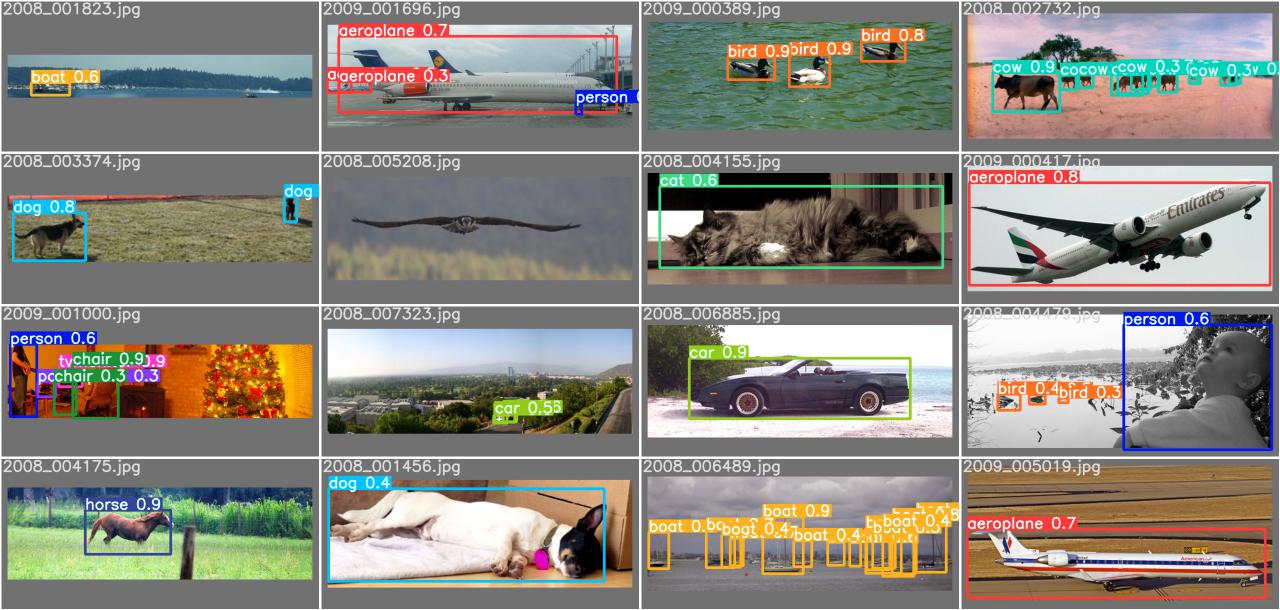 2008_001823.jpg
boat 0.6
2009_001696.jpg
aeroplane 0.7
aeroplane 0.3
person
2009_000389.jpg
bird 0.9
bird 0.9
bird 0.8
2008_002732.jpg
cow 0.9
cow 0.3
cow 0.3
2008_003374.jpg
dog 0.8
dog
2008_005208.jpg
2008_004155.jpg
cat 0.6
2009_000417.jpg
aeroplane 0.8
Emirates
2009_001000.jpg
person 0.6
chair 0.9
chair 0.3
0.3
2008_007323.jpg
car 0.5
2008_006885.jpg
car 0.9
2008_004479.jpg
person 0.6
bird 0.4
bird 0.3
2008_004175.jpg
horse 0.9
2008_001456.jpg
dog 0.4
2008_006489.jpg
boat 0.9
boat 0.4
boat 0.4
boat 0.4
2009_005019.jpg
aeroplane 0.7
American